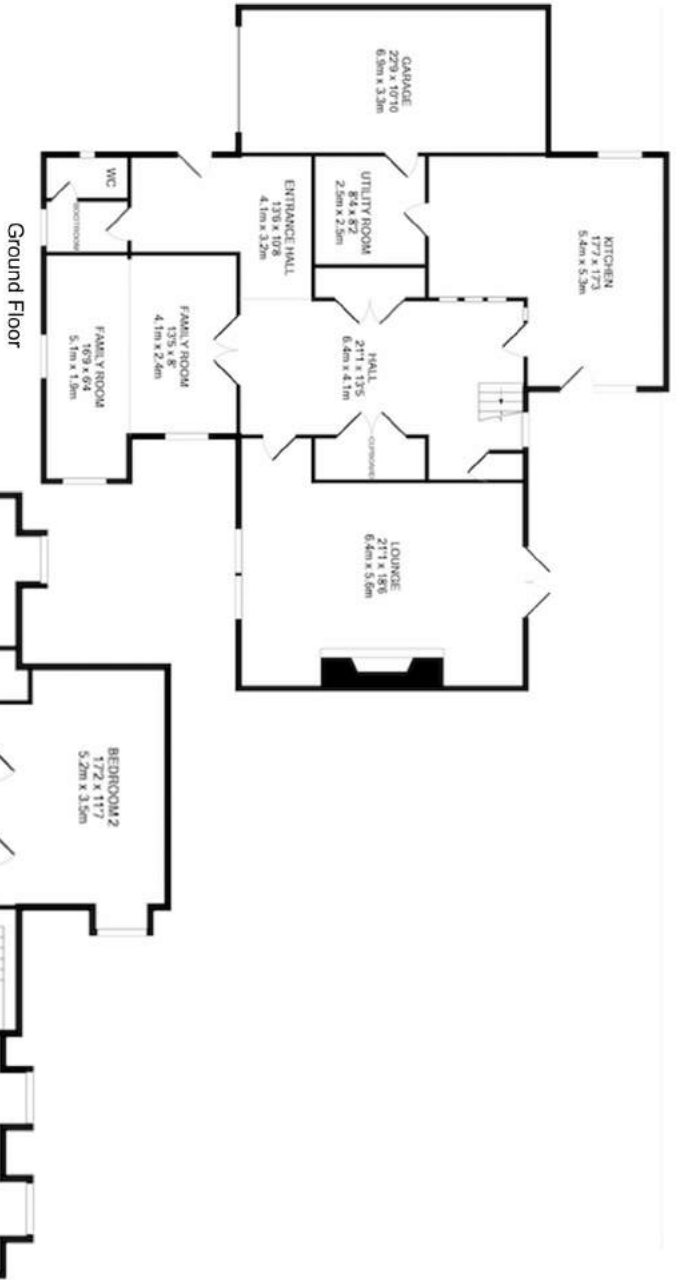 GARAGE
22'9 x 10'10
6.9m x 3.3m
KITCHEN
17'7 x 17'3
5.4m x 5.3m
UTILITY ROOM
8'4 x 8'2
2.5m x 2.5m
ENTRANCE HALL
13'6 x 10'8
4.1m x 3.2m
WC
BOOTROOM
HALL
21'1 x 13'5
6.4m x 4.1m
FAMILY ROOM
13'5 x 8'
4.1m x 2.4m
FAMILY ROOM
16'9 x 6'4
5.1m x 1.9m
CUPBOARD
LOUNGE
21'1 x 18'6
6.4m x 5.6m
Ground Floor
BEDROOM 2
17'2 x 11'7
5.2m x 3.5m